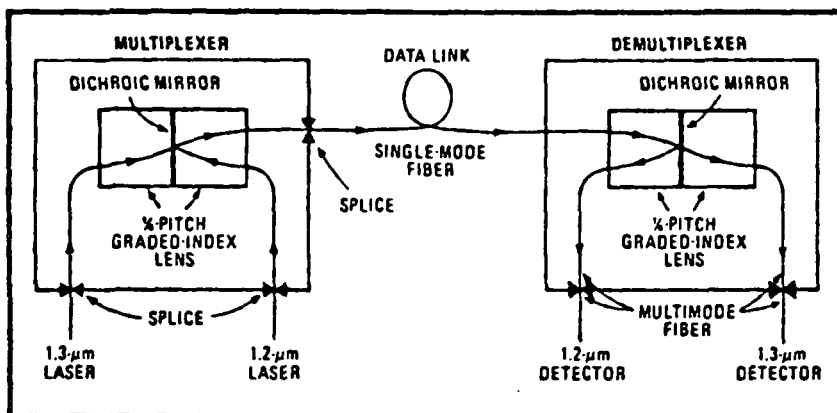 MULTIPLEXER
DICHROIC MIRROR
¼-PITCH
GRADED-INDEX
LENS
SPLICE
1.3-µm
LASER
1.2-µm
LASER
DATA LINK
SINGLE-MODE
FIBER
SPLICE
DEMULTIPLEXER
DICHROIC MIRROR
¼-PITCH
GRADED-INDEX
LENS
MULTIMODE
FIBER
1.2-µm
DETECTOR
1.3-µm
DETECTOR